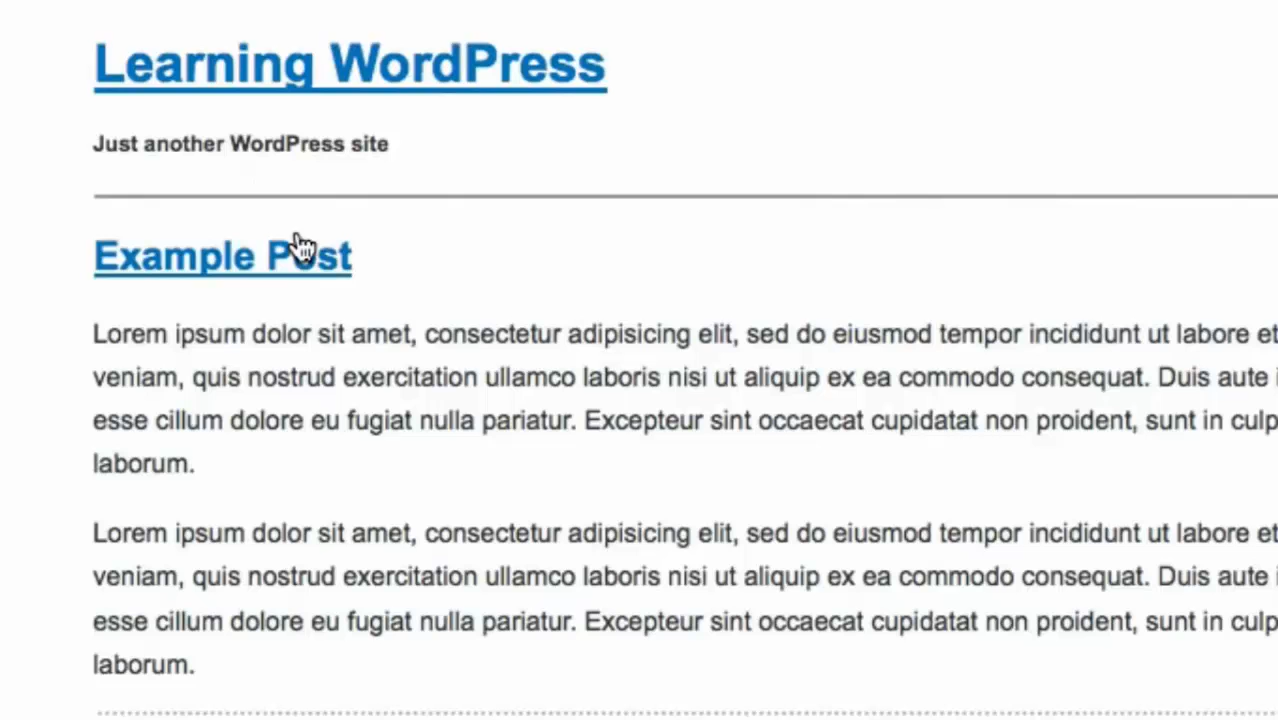 Learning WordPress
Just another WordPress site
Example Post
Lorem ipsum dolor sit amet, consectetur adipisicing elit, sed do eiusmod tempor incididunt ut labore et
veniam, quis nostrud exercitation ullamco laboris nisi ut aliquip ex ea commodo consequat. Duis aute
esse cillum dolore eu fugiat nulla pariatur. Excepteur sint occaecat cupidatat non proident, sunt in culp
laborum.
Lorem ipsum dolor sit amet, consectetur adipisicing elit, sed do eiusmod tempor incididunt ut labore et
veniam, quis nostrud exercitation ullamco laboris nisi ut aliquip ex ea commodo consequat. Duis aute
esse cillum dolore eu fugiat nulla pariatur. Excepteur sint occaecat cupidatat non proident, sunt in culp
laborum.